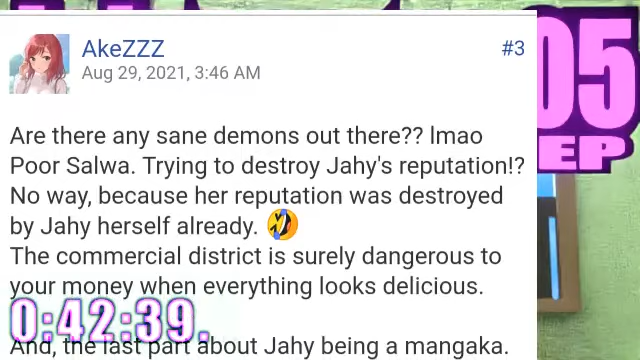 AkeZZZ
#3
Aug 29, 2021, 3:46 AM
Are there any sane demons out there?? lmao
Poor Salwa. Trying to destroy Jahy's reputation!?
No way, because her reputation was destroyed
by Jahy herself already. 🤣
The commercial district is surely dangerous to
your money when everything looks delicious.
And, the last part about Jahy being a mangaka.
0:42:39.
05
EP